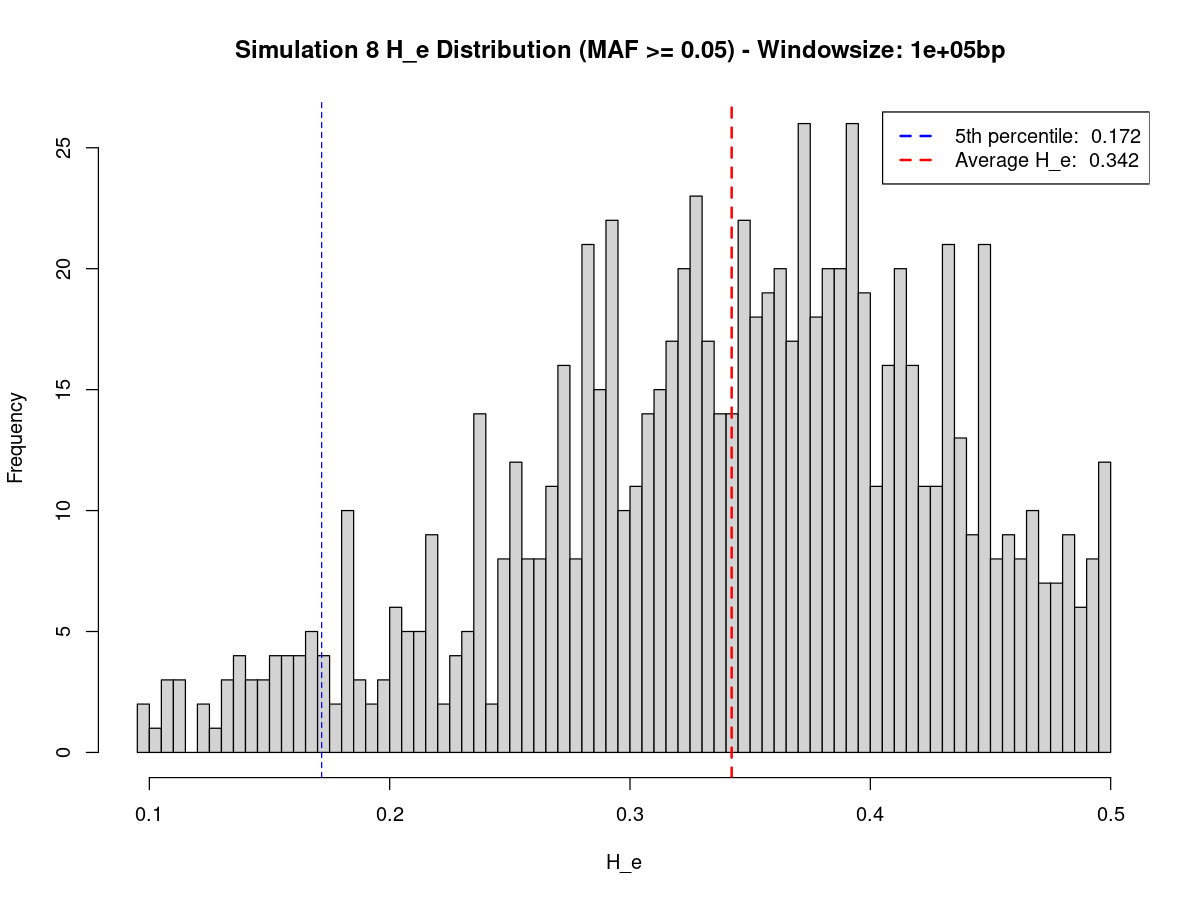 Simulation 8 H_e Distribution (MAF >= 0.05) - Windowsize: 1e+05bp
5th percentile: 0.172
Average H_e: 0.342
Frequency
25
20
15
10
5
0
0.1 0.2 0.3 0.4 0.5
H_e